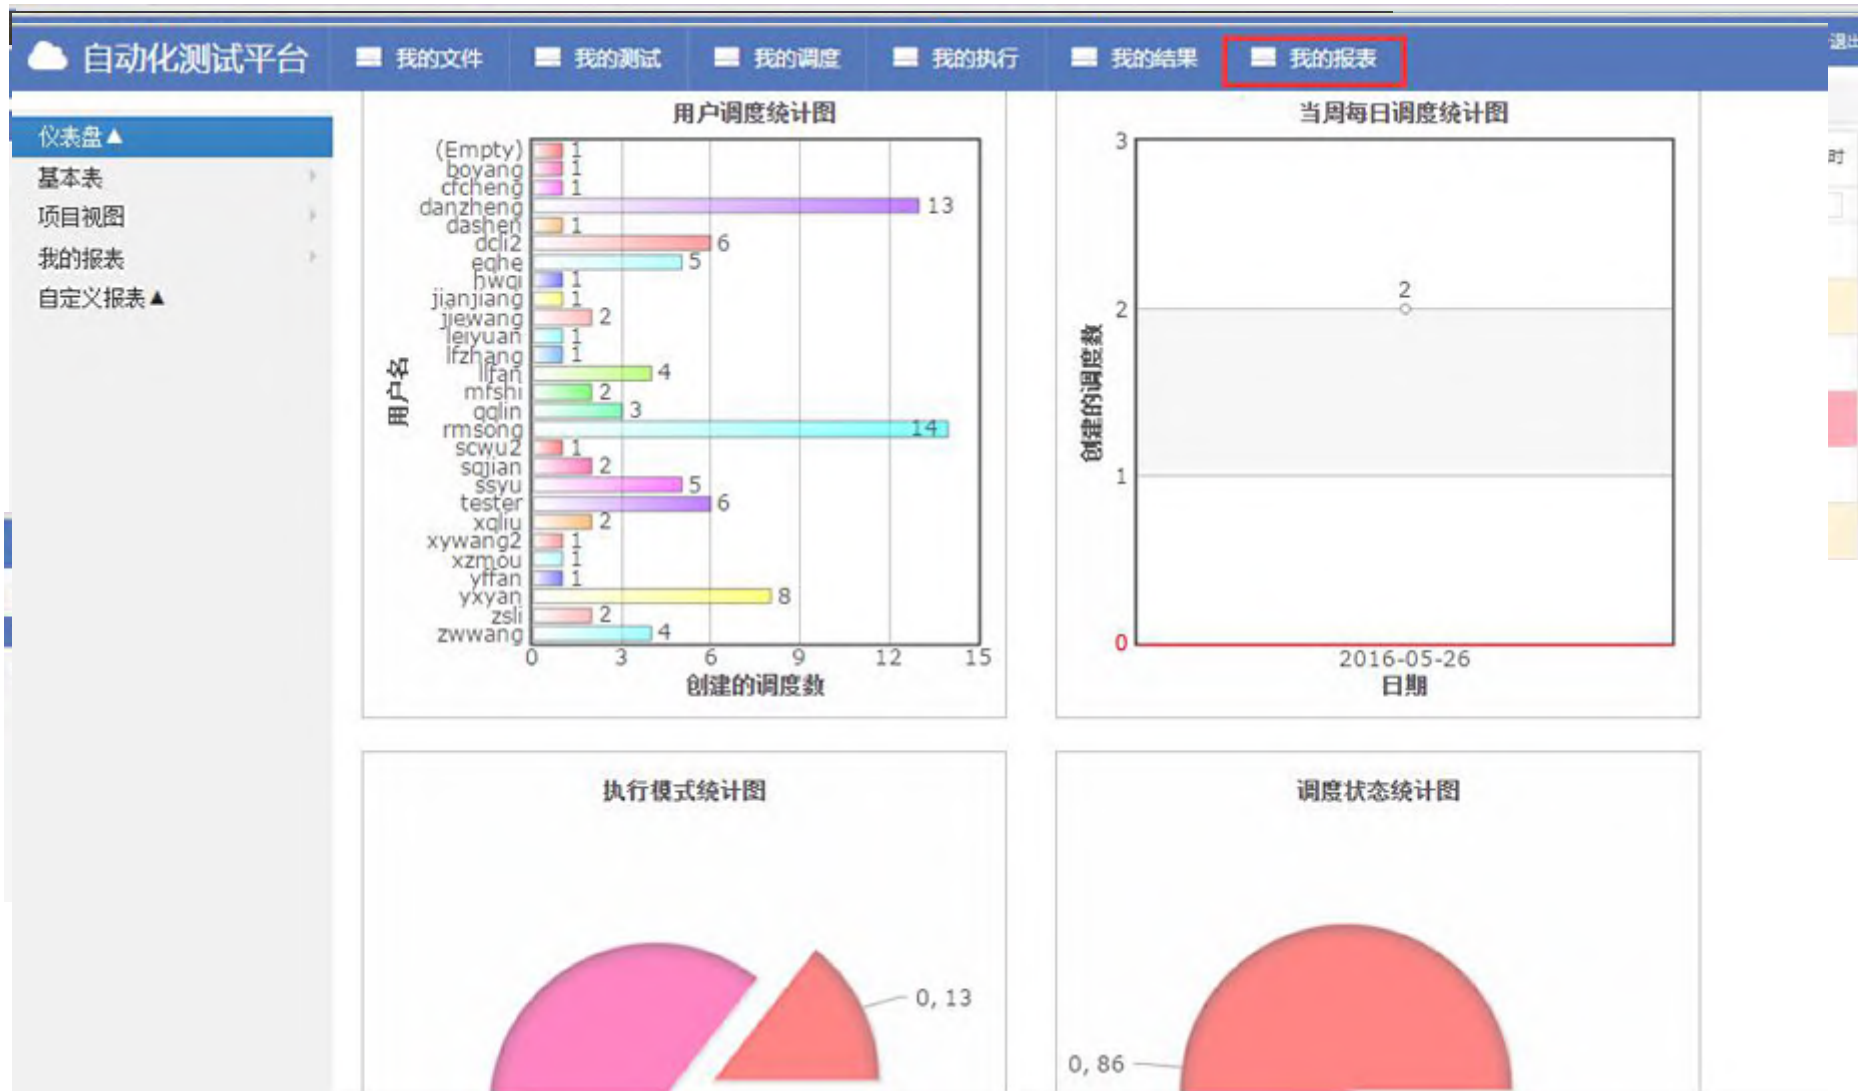 自动化测试平台 我的文件 我的测试 我的调度 我的执行 我的结果 我的报表 退出
仪表盘▲
基本表
项目视图
我的报表
自定义报表▲
时
用户调度统计图
用户名
(Empty) 1
boyang 1
cfcheng 1
danzheng 13
dashen 1
dcli2 6
eqhe 5
hwqi 1
jianjiang 1
jiewang 2
leiyuan 1
lfzhang 1
llfan 4
mfshi 2
qqlin 3
rmsong 14
scwu2 1
sqjian 2
ssyu 5
tester 6
xqliu 2
xywang2 1
xzmou 1
yffan 1
yxyan 8
zsli 2
zwwang 4
0 3 6 9 12 15
创建的调度数
当周每日调度统计图
创建的调度数
3
2
2
1
0
2016-05-26
日期
执行模式统计图
0, 13
调度状态统计图
0, 86